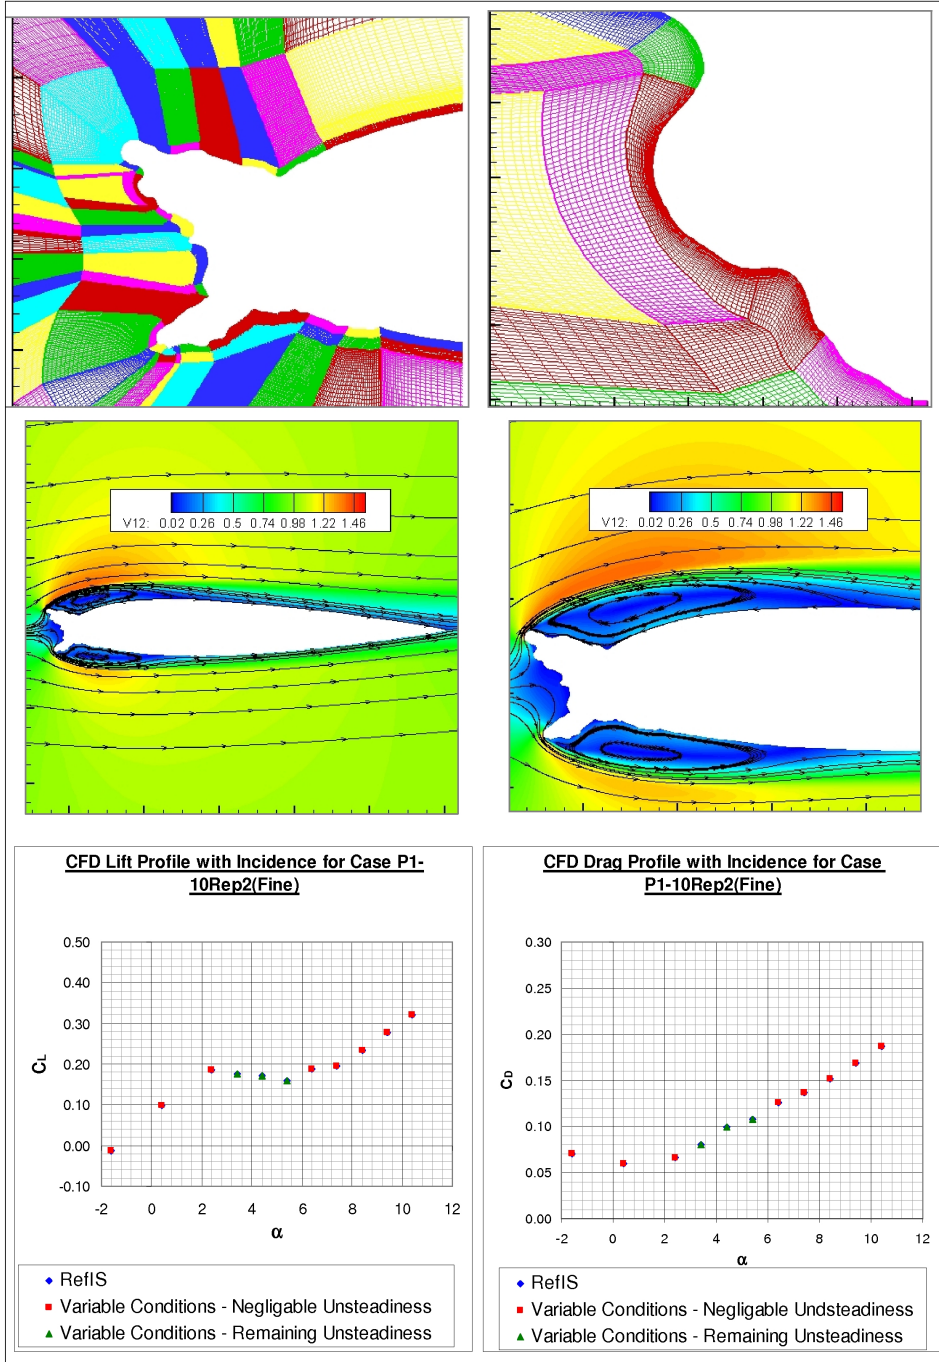 V12: 0.02 0.26 0.5 0.74 0.98 1.22 1.46
V12: 0.02 0.26 0.5 0.74 0.98 1.22 1.46
CFD Lift Profile with Incidence for Case P1-
10Rep2(Fine)
0.50
0.40
0.30
0.20
0.10
0.00
-0.10
CL
-2 0 2 4 6 8 10 12
α
RefIS
Variable Conditions - Negligable Unsteadiness
Variable Conditions - Remaining Unsteadiness
CFD Drag Profile with Incidence for Case
P1-10Rep2(Fine)
0.30
0.25
0.20
0.15
0.10
0.05
0.00
CD
-2 0 2 4 6 8 10 12
α
RefIS
Variable Conditions - Negligable Undsteadiness
Variable Conditions - Remaining Unsteadiness